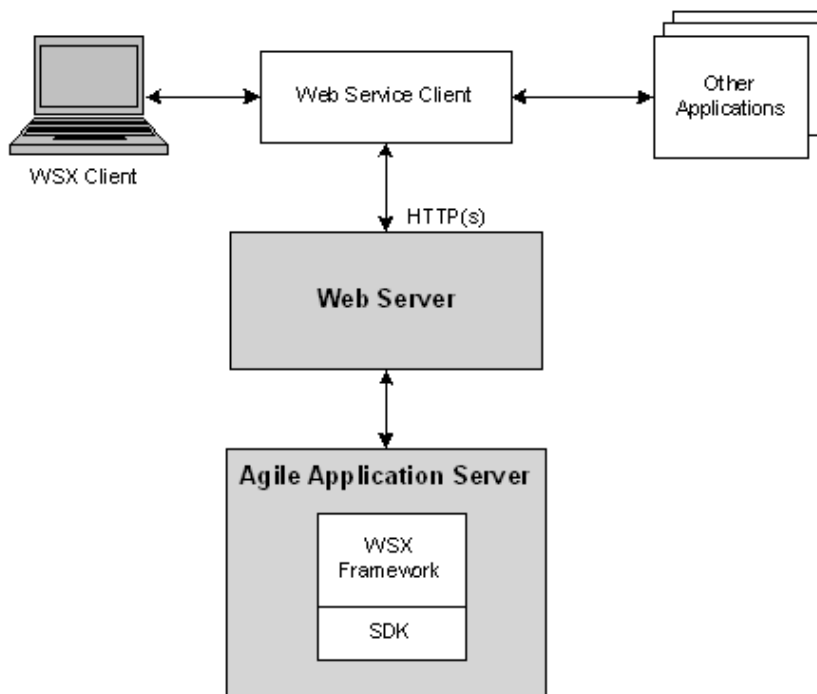 Web Service Client
Other
Applications
WSX Client
HTTP(s)
Web Server
Agile Application Server
WSX
Framework
SDK